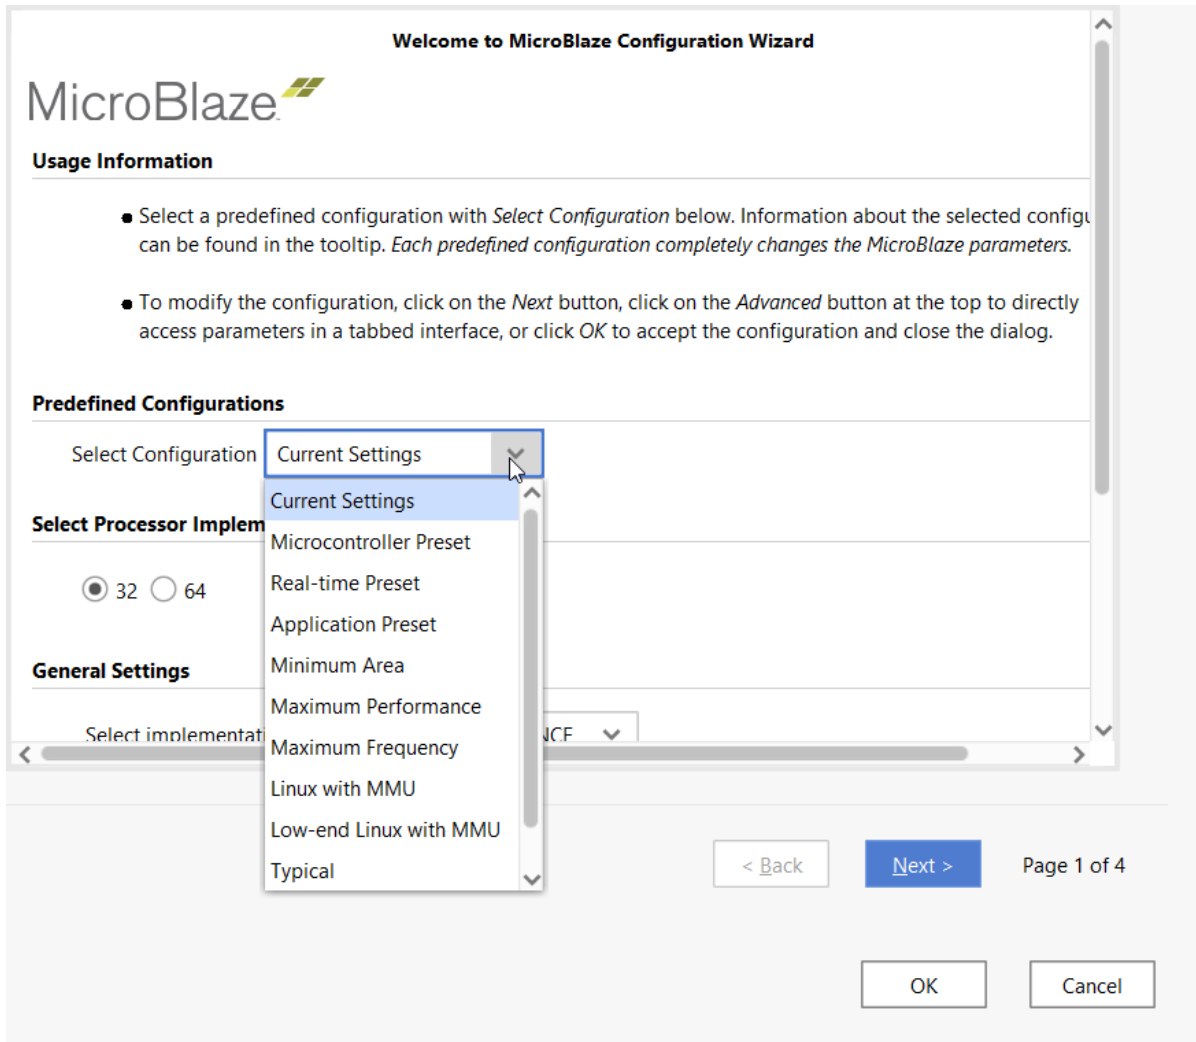 Welcome to MicroBlaze Configuration Wizard
MicroBlaze
Usage Information
Select a predefined configuration with Select Configuration below. Information about the selected
can be found in the tooltip. Each predefined configuration completely changes the MicroBlaze parameters.
To modify the configuration, click on the Next button, click on the Advanced button at the top to directly
access parameters in a tabbed interface, or click OK to accept the configuration and close the dialog.
Predefined Configurations
Select Configuration Current Settings
Current Settings
Select Processor
Microcontroller Preset
Real-time Preset
32 64
Application Preset
Minimum Area
General Settings
Maximum Performance
Select
Maximum Frequency
Linux with MMU
Low-end Linux with MMU
Typical
< Back Next > Page 1 of 4
OK Cancel